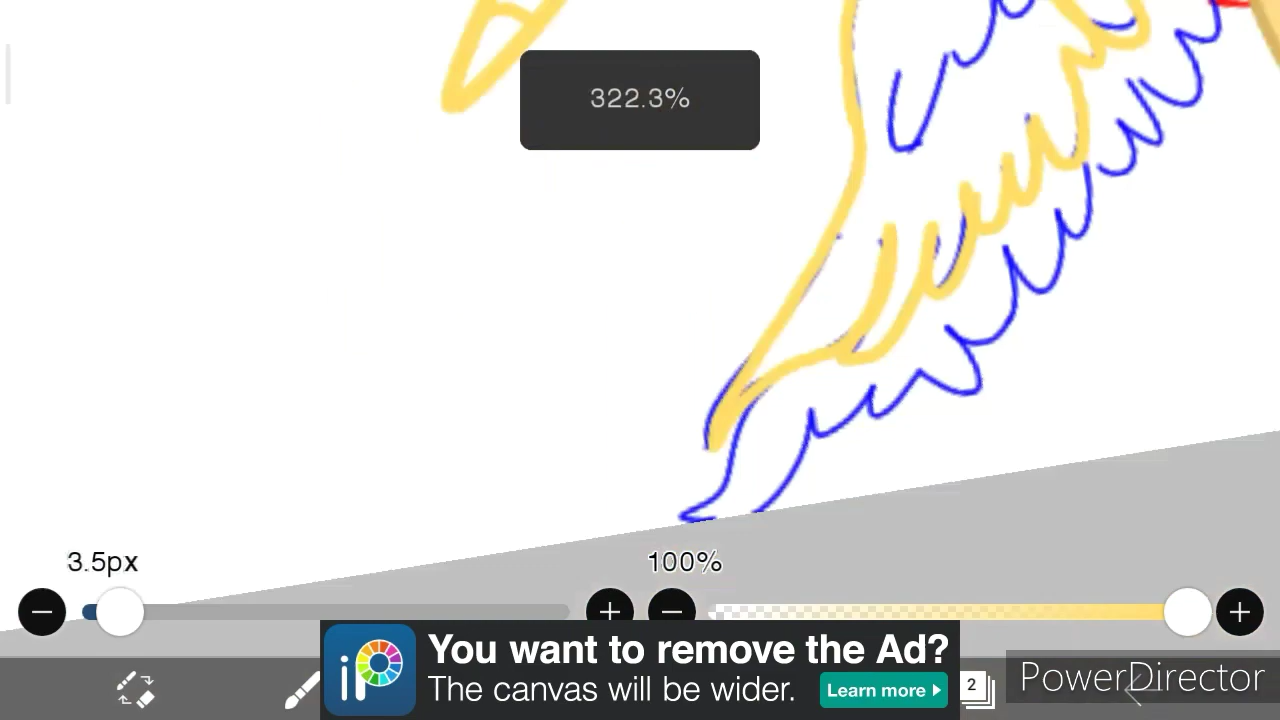 322.3%
3.5px
100%
iP
You want to remove the Ad?
The canvas will be wider.
Learn more
2
PowerDirector